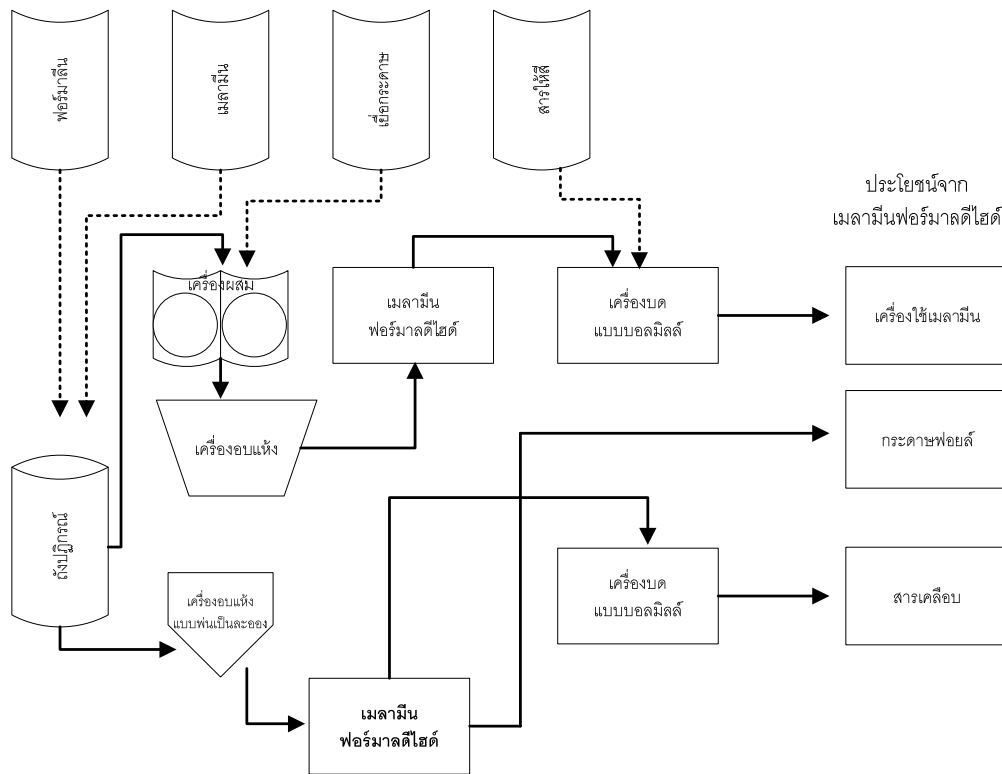 ฟอร์มาลีน
เมลามีน
เยื่อกระดาษ
สารให้สี
ประโยชน์จาก
เมลามีนฟอร์มาลดีไฮด์
เครื่องผสม
เมลามีน
ฟอร์มาลดีไฮด์
เครื่องบด
แบบบอลมิลล์
เครื่องใช้เมลามีน
เครื่องอบแห้ง
กระดาษฟอยล์
ถังปฏิกรณ์
เครื่องอบแห้ง
แบบพ่นเป็นละออง
เครื่องบด
แบบบอลมิลล์
สารเคลือบ
เมลามีน
ฟอร์มาลดีไฮด์